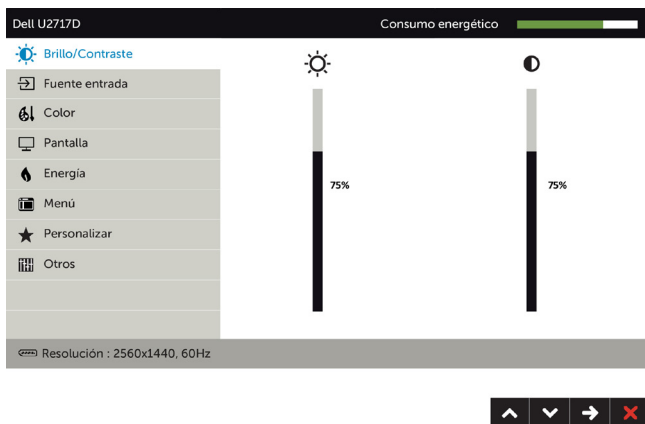 Dell U2717D
Consumo energético
Brillo/Contraste
Fuente entrada
Color
Pantalla
Energía
Menú
Personalizar
Otros
75%
75%
Resolución : 2560x1440, 60Hz